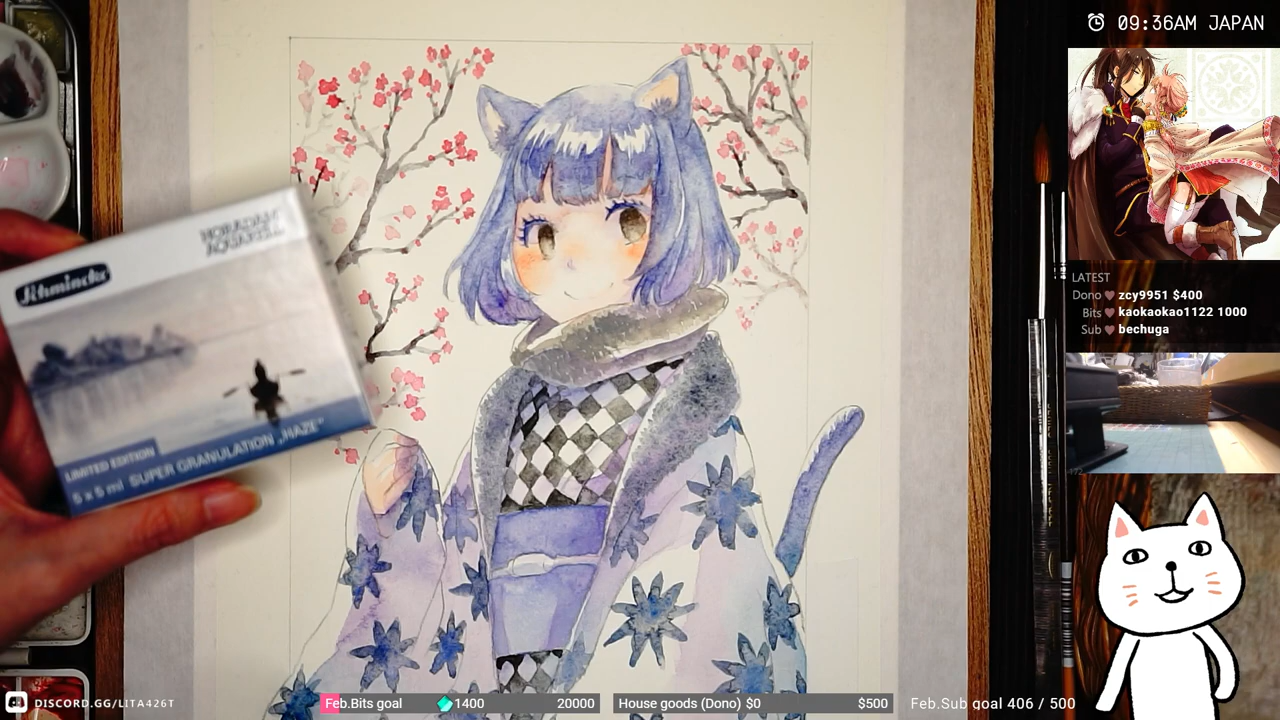 09:36AM JAPAN
HORADAM
AQUARELL
Schmincke
LIMITED EDITION
5 x 5 ml SUPER GRANULATION „HAZE"
LATEST
Dono ♥ zcy9951 $400
Bits ♥ kaokaokao1122 1000
Sub ♥ bechuga
DISCORD.GG/LITA426T
Feb.Bits goal 1400 20000
House goods (Dono) $0 $500
Feb.Sub goal 406 / 500